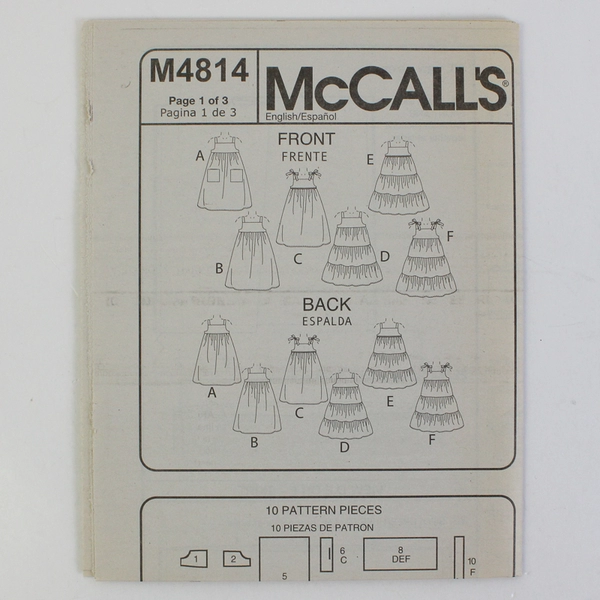 M4814
Page 1 of 3
Pagina 1 de 3
McCALL'S®
English/Español
FRONT
FRENTE
A
E
B
C
D
F
BACK
ESPALDA
A
B
C
D
E
F
10 PATTERN PIECES
10 PIEZAS DE PATRON
1
2
5
6
C
8
DEF
10
F